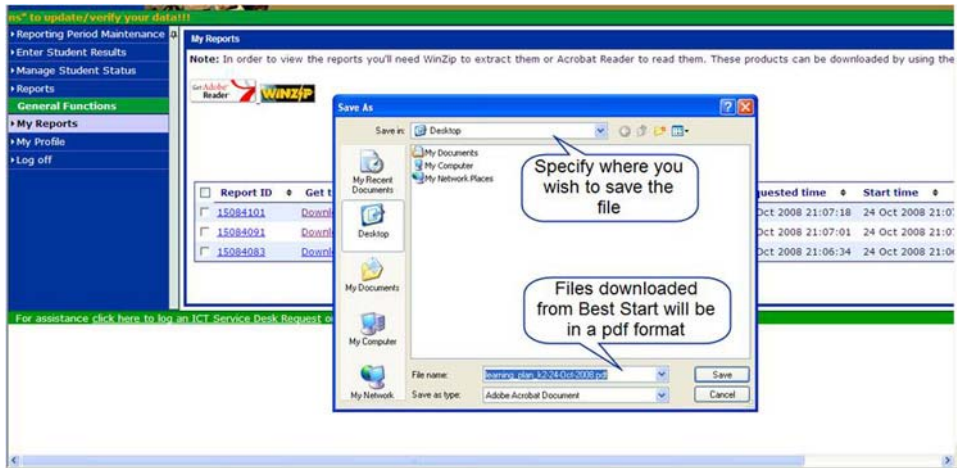 ns" to update/verify your data!!!
Reporting Period Maintenance
Enter Student Results
Manage Student Status
Reports
General Functions
My Reports
My Profile
Log off
My Reports
Note: In order to view the reports you'll need WinZip to extract them or Acrobat Reader to read them. These products can be downloaded by using the
Get Adobe Reader
WINZIP
Save As
Save in:
Desktop
My Documents
My Computer
My Network Places
My Recent
Documents
Desktop
My Documents
My Computer
My Network
Specify where you
wish to save the
file
Files downloaded
from Best Start will be
in a pdf format
File name:
learning_plan_k2-24-Oct-2008.pdf
Save
Save as type:
Adobe Acrobat Document
Cancel
Report ID Get t quested time Start time
15084101 Downl Oct 2008 21:07:18 24 Oct 2008 21:0
15084091 Downl Oct 2008 21:07:01 24 Oct 2008 21:0
15084083 Downl Oct 2008 21:06:34 24 Oct 2008 21:0
For assistance click here to log an ICT Service Desk Request o